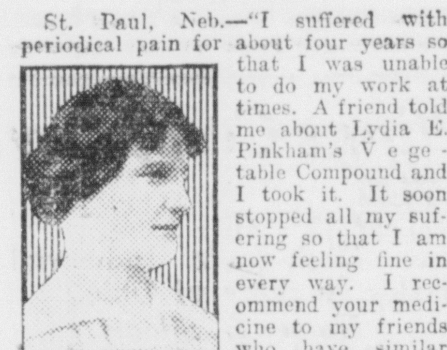 St. Paul, Neb.—"I suffered with
periodical pain for about four years so
that I was unable
to do my work at
times. A friend told
me about Lydia E.
Pinkham's V e ge -
table Compound and
I took it. It soon
stopped all my suf-
ering so that I am
now feeling fine in
every way. I rec-
ommend your medi-
cine to my friends
who have similar